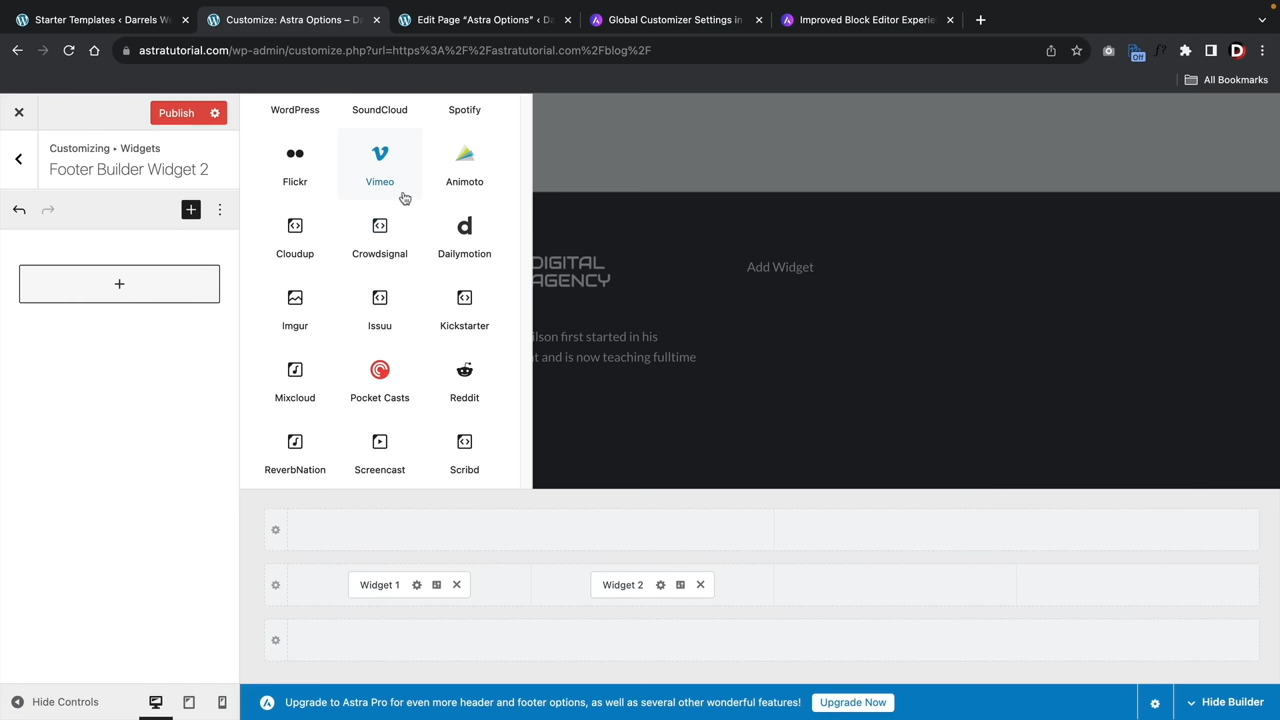 Starter Templates ‹ Darrels W
Customize: Astra Options – Da
Edit Page “Astra Options” ‹ Da
Global Customizer Settings in
Improved Block Editor Experie
astratutorial.com/wp-admin/customize.php?url=https%3A%2F%2Fastratutorial.com%2Fblog%2F
Off
D
All Bookmarks
Publish
Customizing ▸ Widgets
Footer Builder Widget 2
WordPress SoundCloud Spotify
Flickr Vimeo Animoto
Cloudup Crowdsignal Dailymotion
Imgur Issuu Kickstarter
Mixcloud Pocket Casts Reddit
ReverbNation Screencast Scribd
DIGITAL
AGENCY
Add Widget
ilson first started in his
t and is now teaching fulltime
Widget 1
Widget 2
Hide Controls
Upgrade to Astra Pro for even more header and footer options, as well as several other wonderful features!
Upgrade Now
Hide Builder